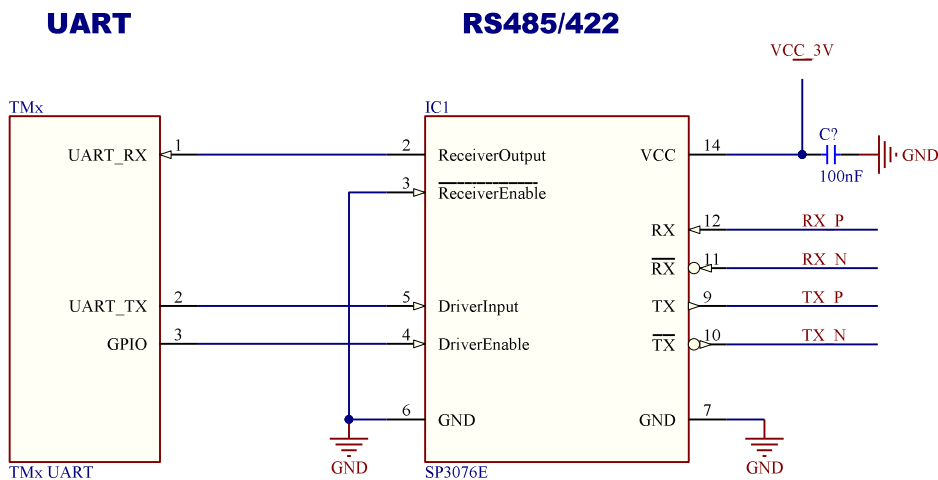 UART RS485/422
VCC_3V
TMx IC1
C?
UART_RX 1 2 ReceiverOutput VCC 14 GND
100nF
3 ReceiverEnable
RX 12 RX_P
RX 11 RX_N
UART_TX 2 5 DriverInput TX 9 TX_P
GPIO 3 4 DriverEnable TX 10 TX_N
6 GND GND 7
GND GND
TMx UART SP3076E